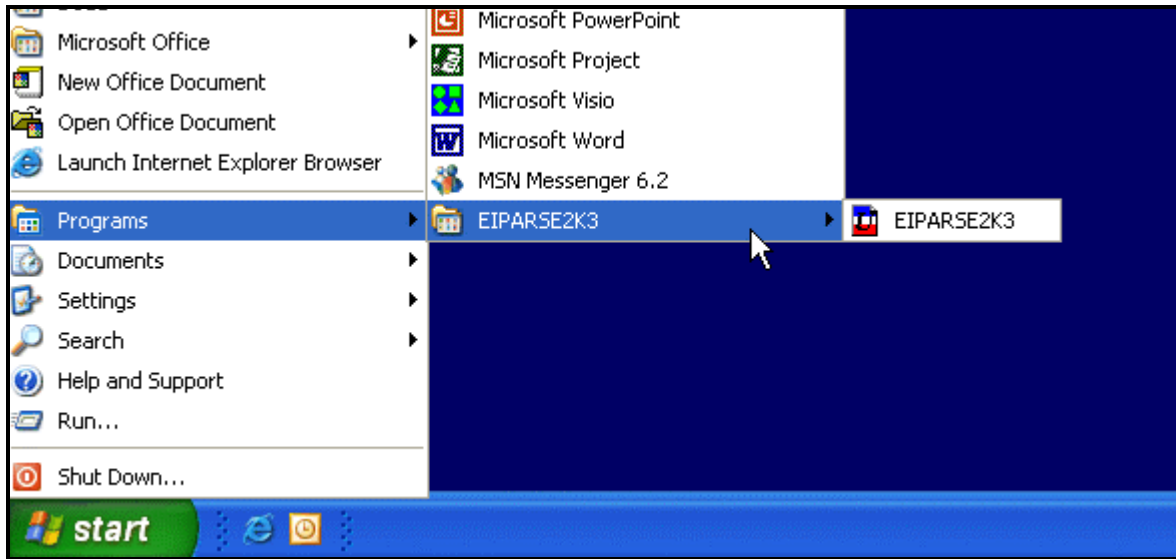 Microsoft Office
New Office Document
Open Office Document
Launch Internet Explorer Browser
Programs
Documents
Settings
Search
Help and Support
Run...
Shut Down...
start
Microsoft PowerPoint
Microsoft Project
Microsoft Visio
Microsoft Word
MSN Messenger 6.2
EIPARSE2K3
EIPARSE2K3